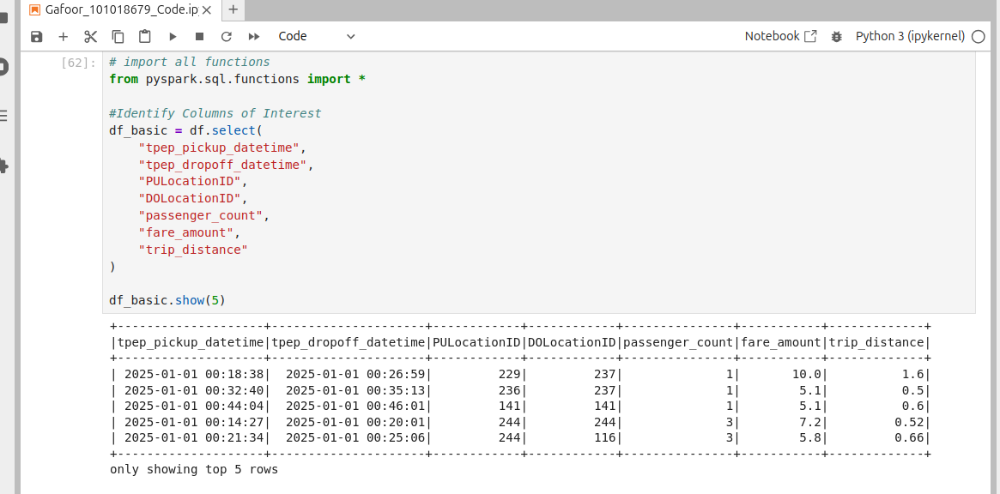 Gafoor_101018679_Code.ip
Code
Notebook
Python 3 (ipykernel)
[62]:
# import all functions
from pyspark.sql.functions import *
#Identify Columns of Interest
df_basic = df.select(
    "tpep_pickup_datetime",
    "tpep_dropoff_datetime",
    "PULocationID",
    "DOLocationID",
    "passenger_count",
    "fare_amount",
    "trip_distance"
)
df_basic.show(5)
+--------------------+---------------------+------------+------------+---------------+-----------+-------------+
|tpep_pickup_datetime|tpep_dropoff_datetime|PULocationID|DOLocationID|passenger_count|fare_amount|trip_distance|
+--------------------+---------------------+------------+------------+---------------+-----------+-------------+
| 2025-01-01 00:18:38|  2025-01-01 00:26:59|         229|         237|              1|       10.0|          1.6|
| 2025-01-01 00:32:40|  2025-01-01 00:35:13|         236|         237|              1|        5.1|          0.5|
| 2025-01-01 00:44:04|  2025-01-01 00:46:01|         141|         141|              1|        5.1|          0.6|
| 2025-01-01 00:14:27|  2025-01-01 00:20:01|         244|         244|              3|        7.2|         0.52|
| 2025-01-01 00:21:34|  2025-01-01 00:25:06|         244|         116|              3|        5.8|         0.66|
+--------------------+---------------------+------------+------------+---------------+-----------+-------------+
only showing top 5 rows